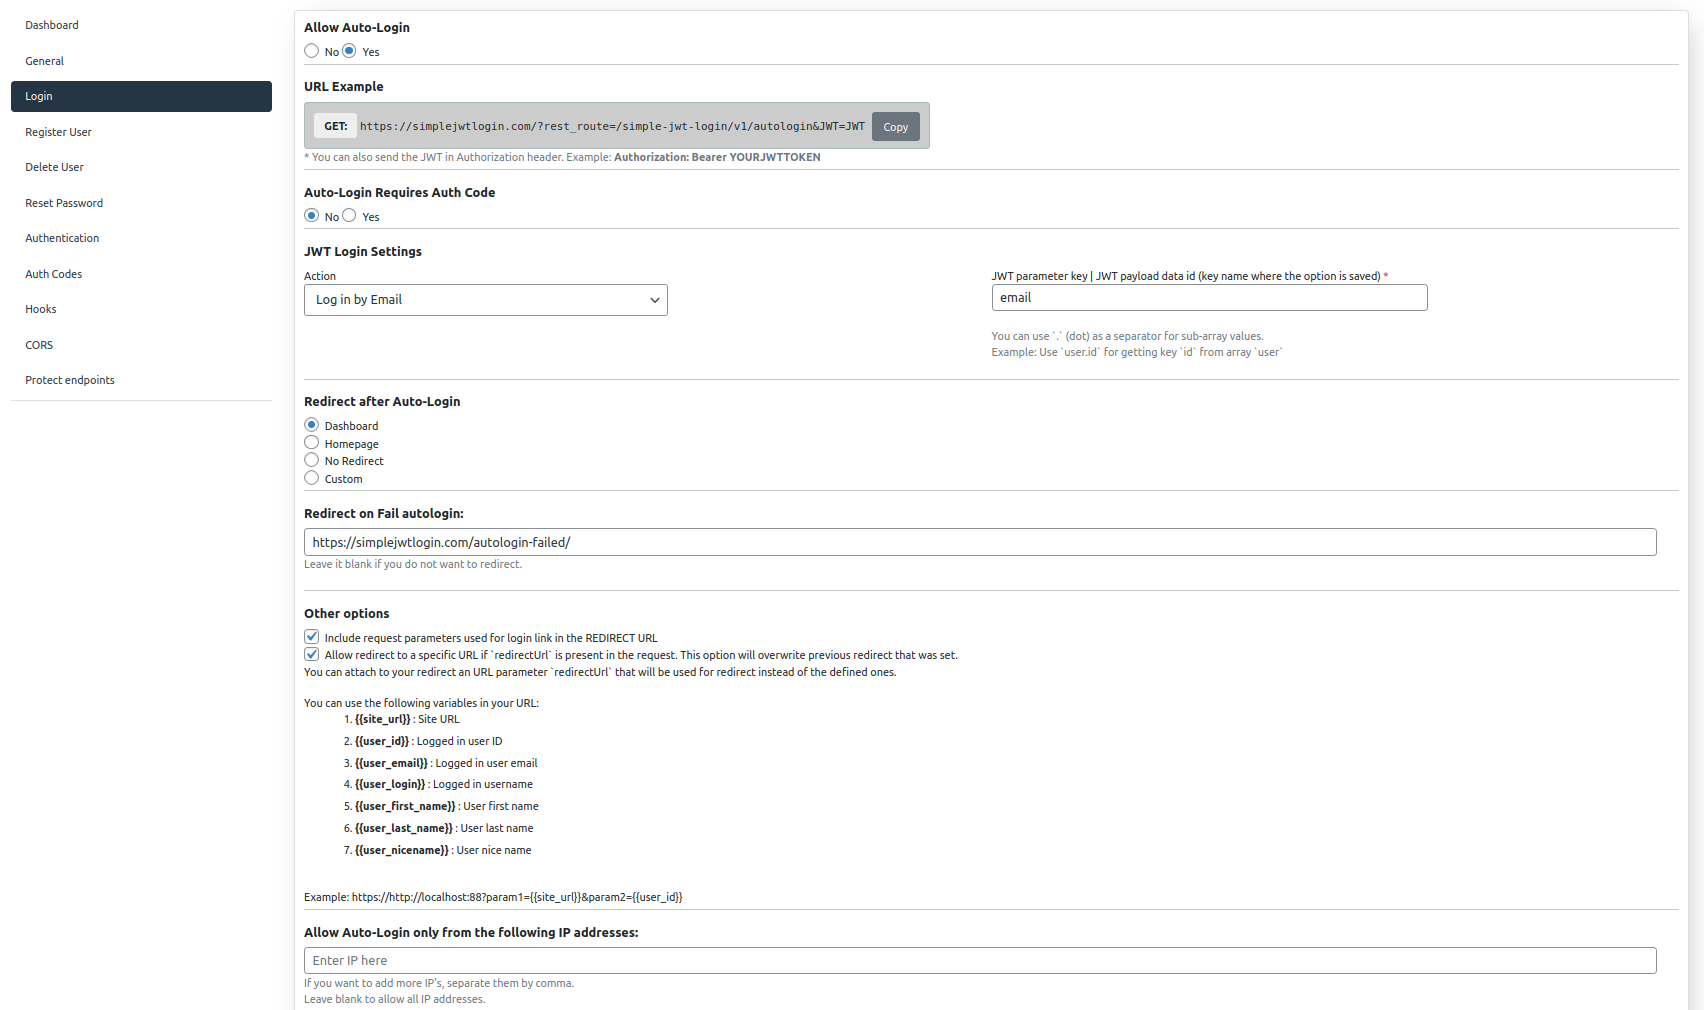 Dashboard
General
Login
Register User
Delete User
Reset Password
Authentication
Auth Codes
Hooks
CORS
Protect endpoints
Allow Auto-Login
No Yes
URL Example
GET: https://simplejwtlogin.com/?rest_route=/simple-jwt-login/v1/autologin&JWT=JWT Copy
* You can also send the JWT in Authorization header. Example: Authorization: Bearer YOURJWTTOKEN
Auto-Login Requires Auth Code
No Yes
JWT Login Settings
Action
Log in by Email
JWT parameter key | JWT payload data id (key name where the option is saved) *
email
You can use `.` (dot) as a separator for sub-array values.
Example: Use `user.id` for getting key `id` from array `user`
Redirect after Auto-Login
Dashboard
Homepage
No Redirect
Custom
Redirect on Fail autologin:
https://simplejwtlogin.com/autologin-failed/
Leave it blank if you do not want to redirect.
Other options
Include request parameters used for login link in the REDIRECT URL
Allow redirect to a specific URL if `redirectUrl` is present in the request. This option will overwrite previous redirect that was set.
You can attach to your redirect an URL parameter `redirectUrl` that will be used for redirect instead of the defined ones.
You can use the following variables in your URL:
1. {{site_url}} : Site URL
2. {{user_id}} : Logged in user ID
3. {{user_email}} : Logged in user email
4. {{user_login}} : Logged in username
5. {{user_first_name}} : User first name
6. {{user_last_name}} : User last name
7. {{user_nicename}} : User nice name
Example: https://http://localhost:88?param1={{site_url}}&param2={{user_id}}
Allow Auto-Login only from the following IP addresses:
Enter IP here
If you want to add more IP's, separate them by comma.
Leave blank to allow all IP addresses.